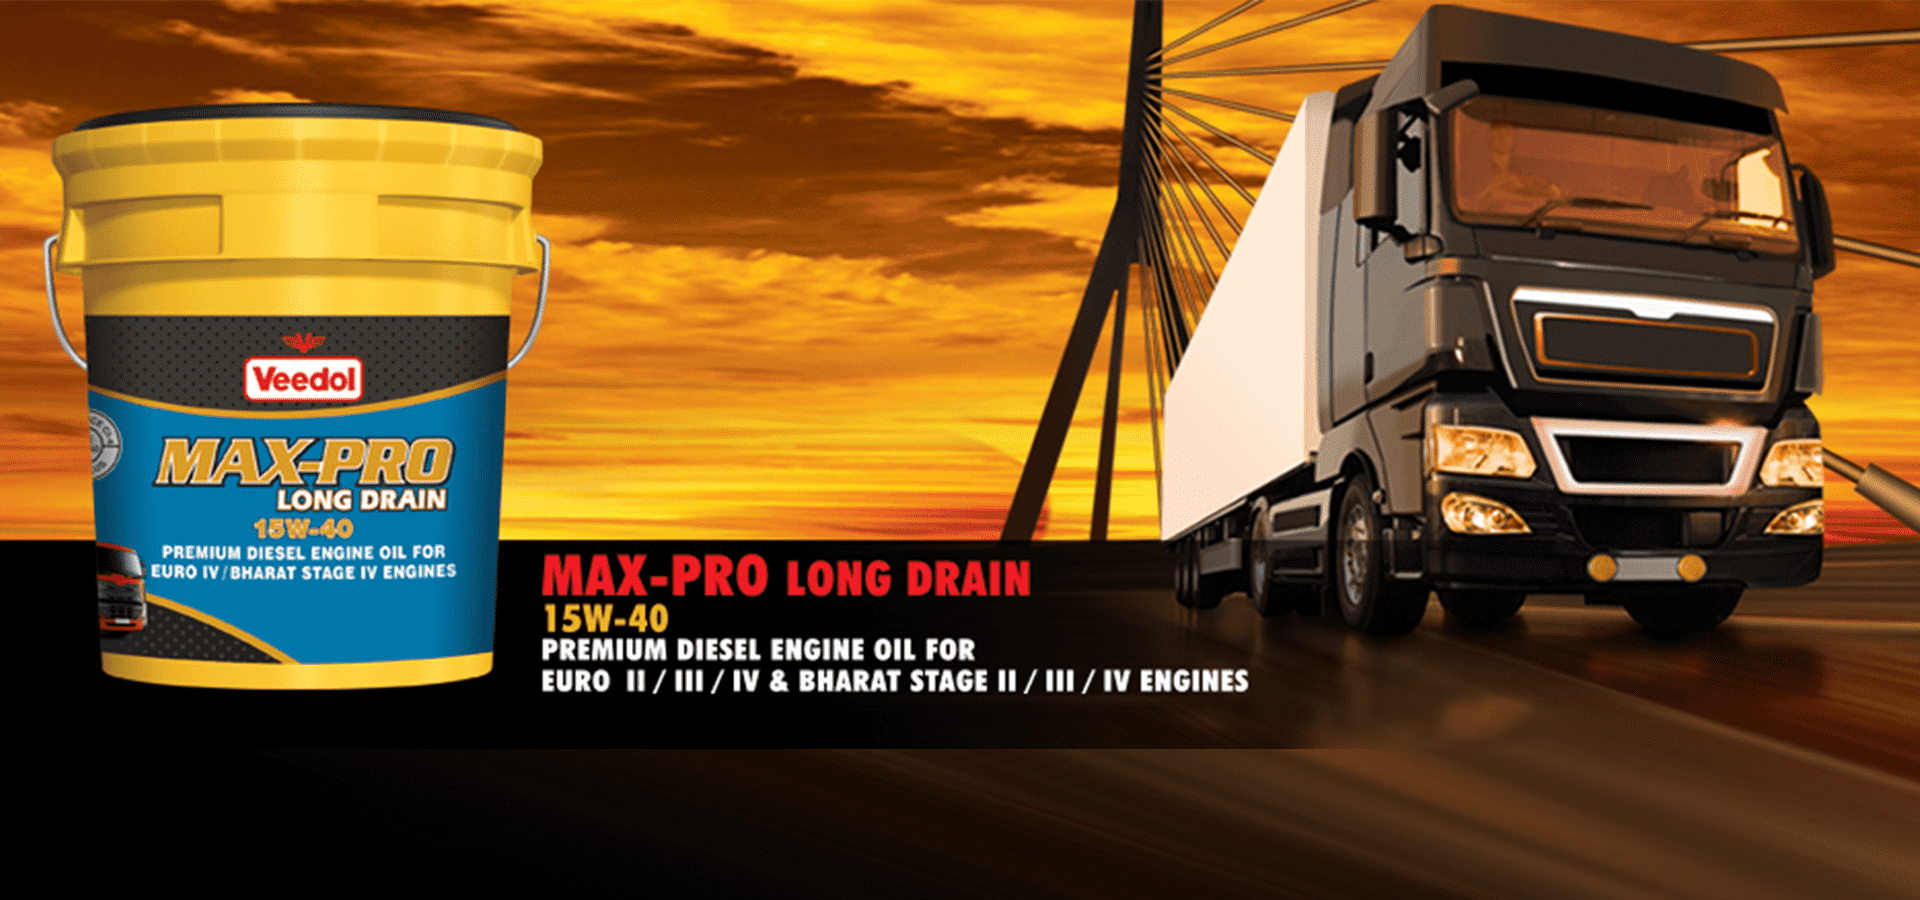 Veedol
MAX-PRO
LONG DRAIN
15W-40
PREMIUM DIESEL ENGINE OIL FOR
EURO IV / BHARAT STAGE IV ENGINES
MAX-PRO LONG DRAIN
15W-40
PREMIUM DIESEL ENGINE OIL FOR
EURO II / III / IV & BHARAT STAGE II / III / IV ENGINES